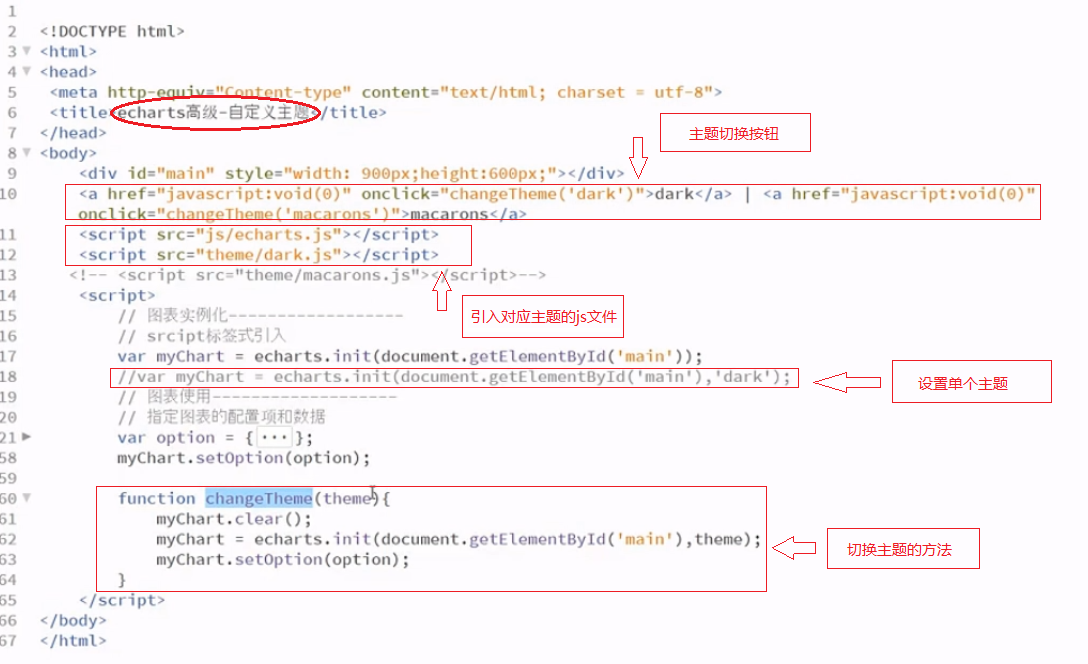 1
2 <!DOCTYPE html>
3 <html>
4 <head>
5 <meta http-equiv="Content-type" content="text/html; charset = utf-8">
6 <title>echarts高级-自定义主题</title>
7 </head>
主题切换按钮
8 <body>
9 <div id="main" style="width: 900px;height:600px;"></div>
10 <a href="javascript:void(0)" onclick="changeTheme('dark')">dark</a> | <a href="javascript:void(0)"
onclick="changeTheme('macarons')">macarons</a>
11 <script src="js/echarts.js"></script>
12 <script src="theme/dark.js"></script>
13 <!-- <script src="theme/macarons.js"></script>-->
14 <script>
15 // 图表实例化------------------
引入对应主题的js文件
16 // srcipt标签式引入
17 var myChart = echarts.init(document.getElementById('main'));
18 //var myChart = echarts.init(document.getElementById('main'),'dark');
设置单个主题
19 // 图表使用-------------------
20 // 指定图表的配置项和数据
21 var option = {···};
58 myChart.setOption(option);
59
60 function changeTheme(theme){
61 myChart.clear();
62 myChart = echarts.init(document.getElementById('main'),theme);
切换主题的方法
63 myChart.setOption(option);
64 }
65 </script>
66 </body>
67 </html>